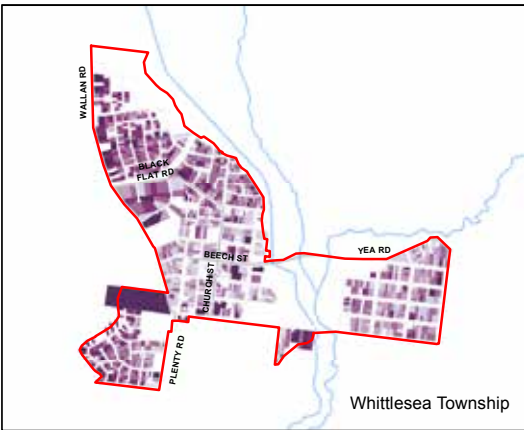 WALLAN RD
BLACK
FLAT RD
BEECH ST
YEA RD
CHURCH ST
PLENTY RD
Whittlesea Township